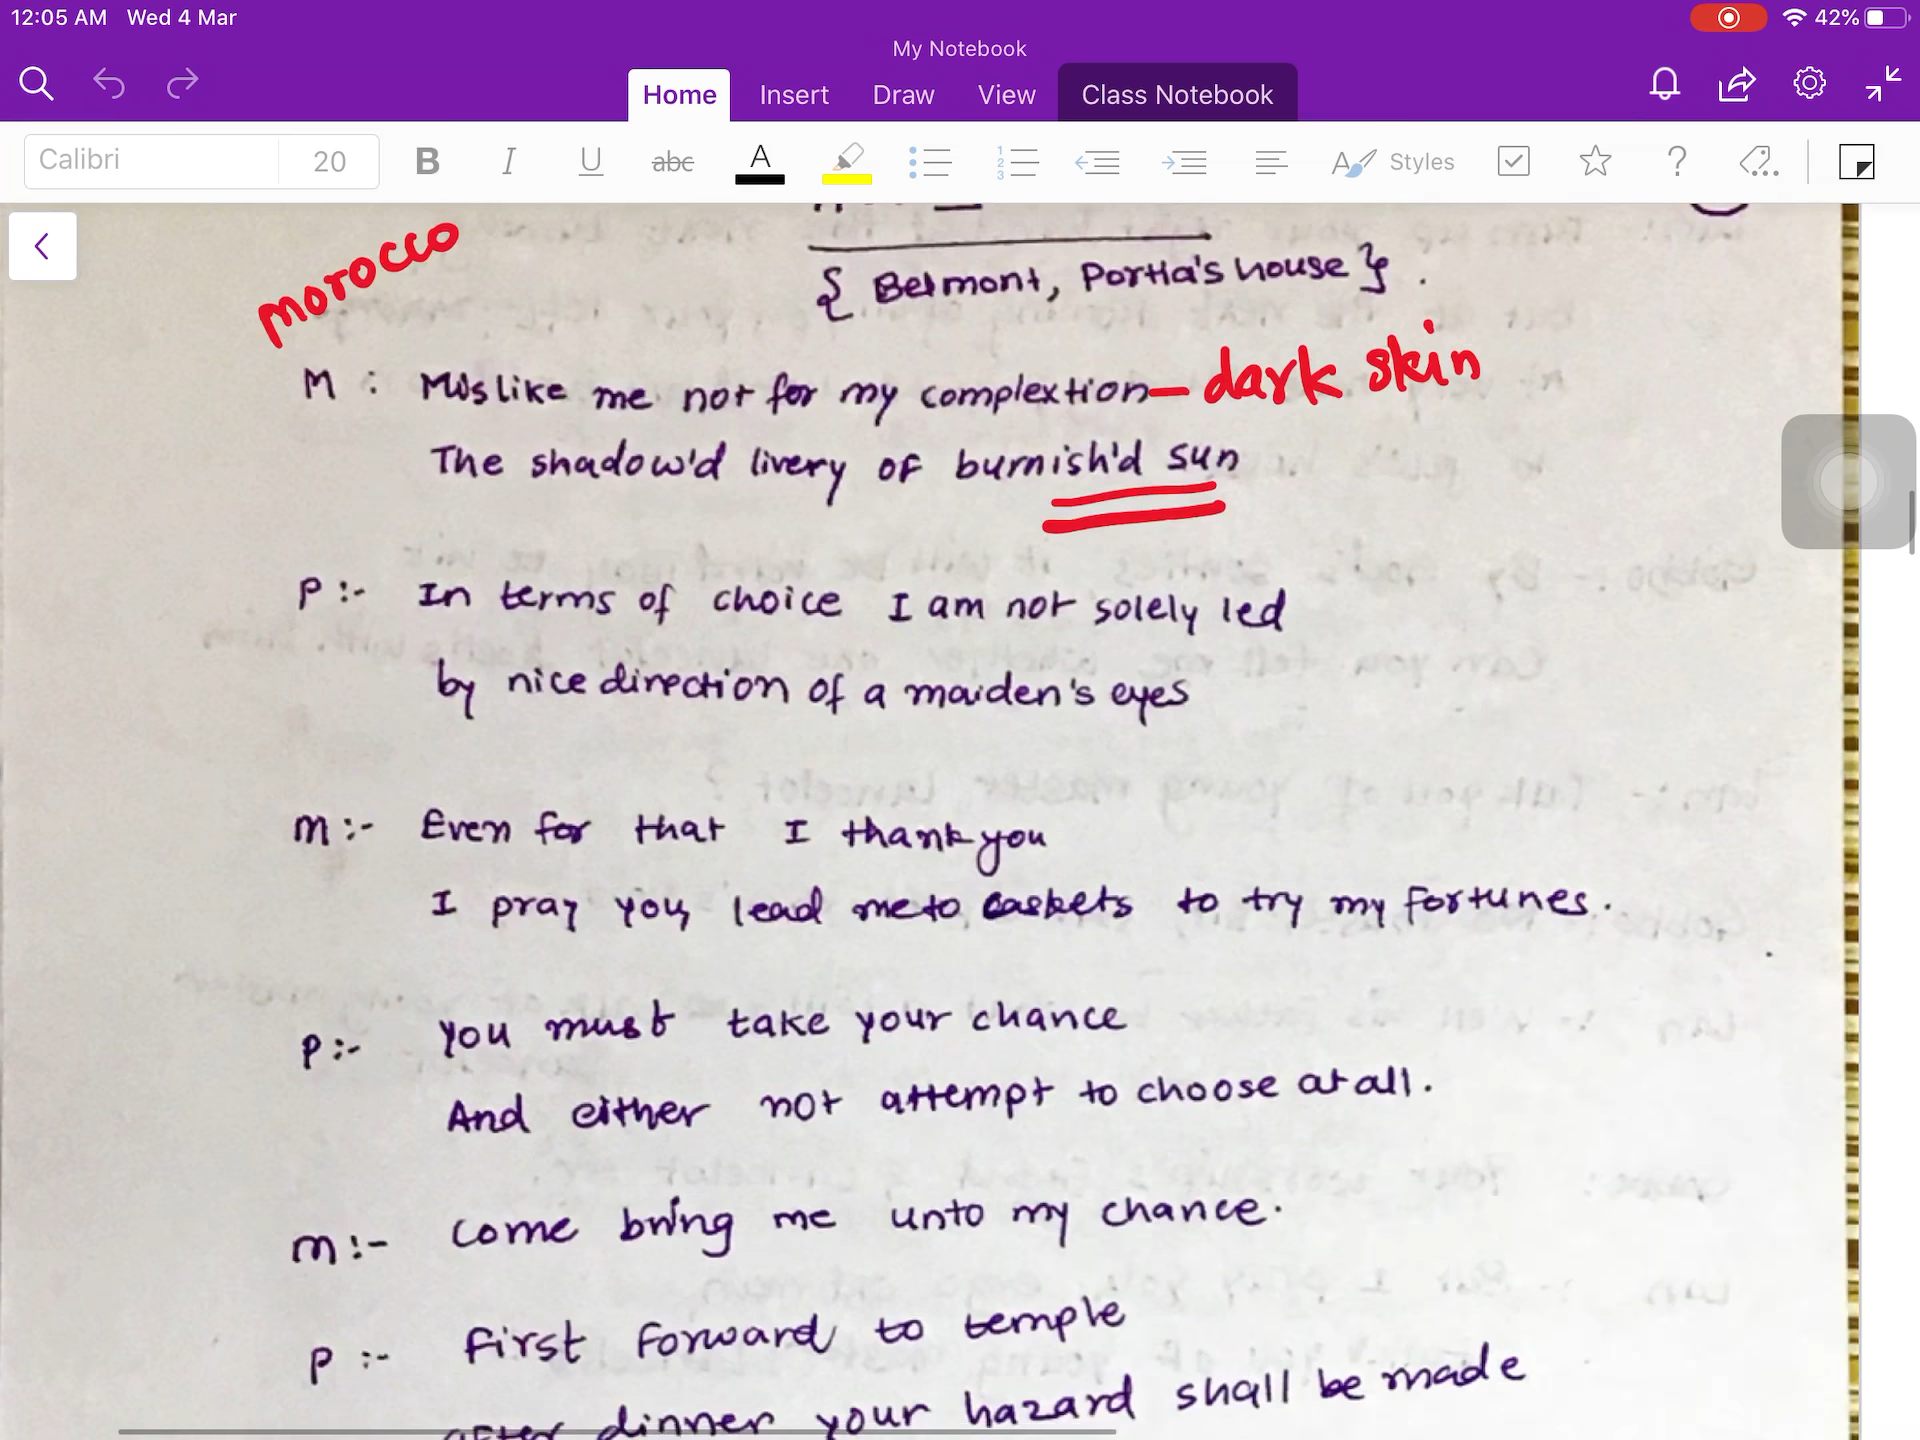 12:05 AM Wed 4 Mar
42%
My Notebook
Home Insert Draw View Class Notebook
Calibri 20 B I U abc A Styles
morocco
{ Belmont, Portia's house } .
M : Mislike me not for my complextion — dark skin
The shadow'd livery of burnish'd sun
P :- In terms of choice I am not solely led
by nice direction of a maiden's eyes
m :- Even for that I thank you
I pray you, lead me to caskets to try my fortunes.
P :- you must take your chance
And either not attempt to choose at all.
m :- come bring me unto my chance.
P :- first forward to temple
after dinner your hazard shall be made